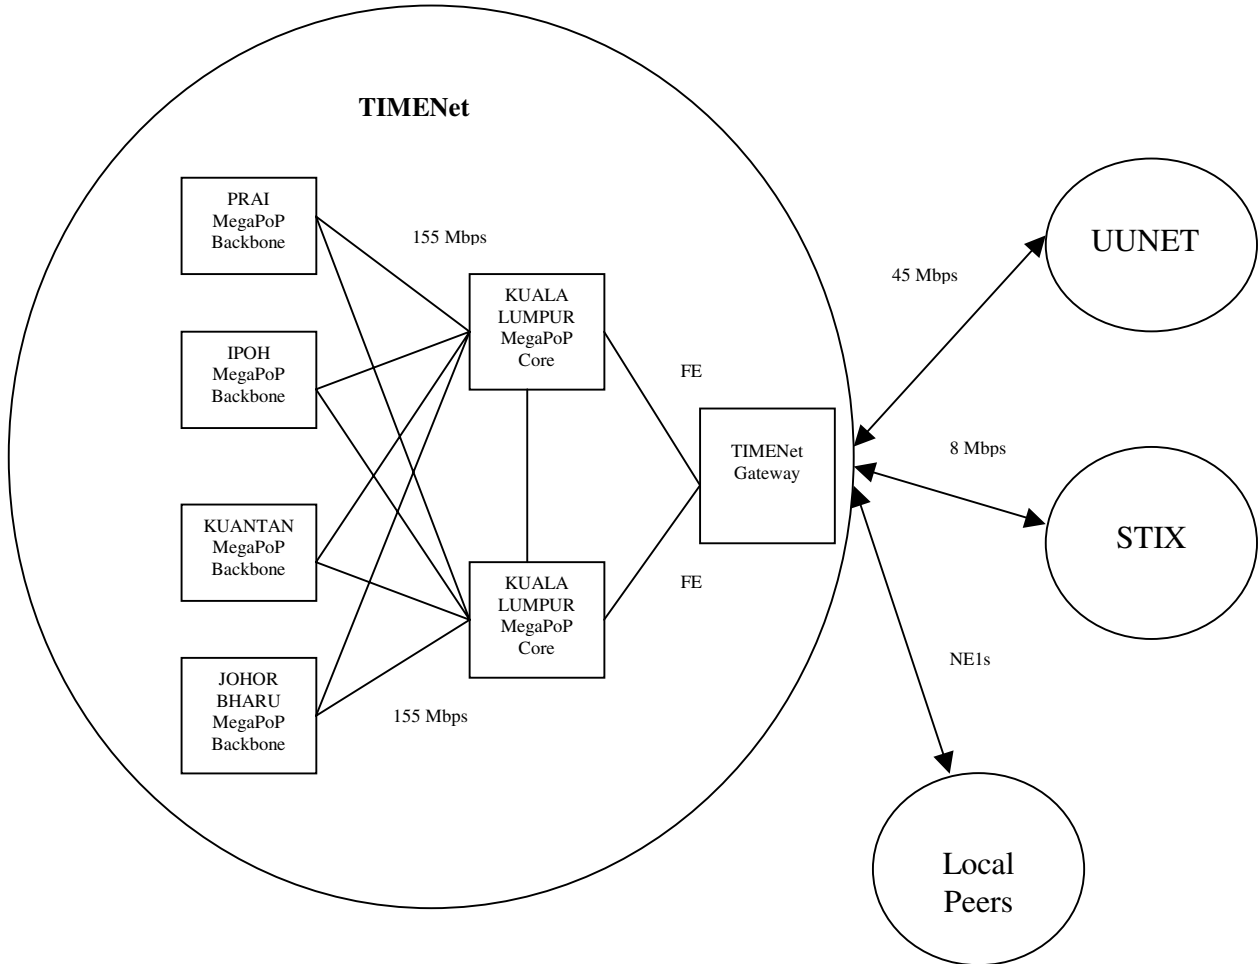 TIMENet
PRAI
MegaPoP
Backbone
155 Mbps
UUNET
45 Mbps
KUALA
LUMPUR
MegaPoP
Core
IPOH
MegaPoP
Backbone
FE
TIMENet
Gateway
8 Mbps
STIX
KUANTAN
MegaPoP
Backbone
KUALA
LUMPUR
MegaPoP
Core
FE
NE1s
JOHOR
BHARU
MegaPoP
Backbone
155 Mbps
Local
Peers